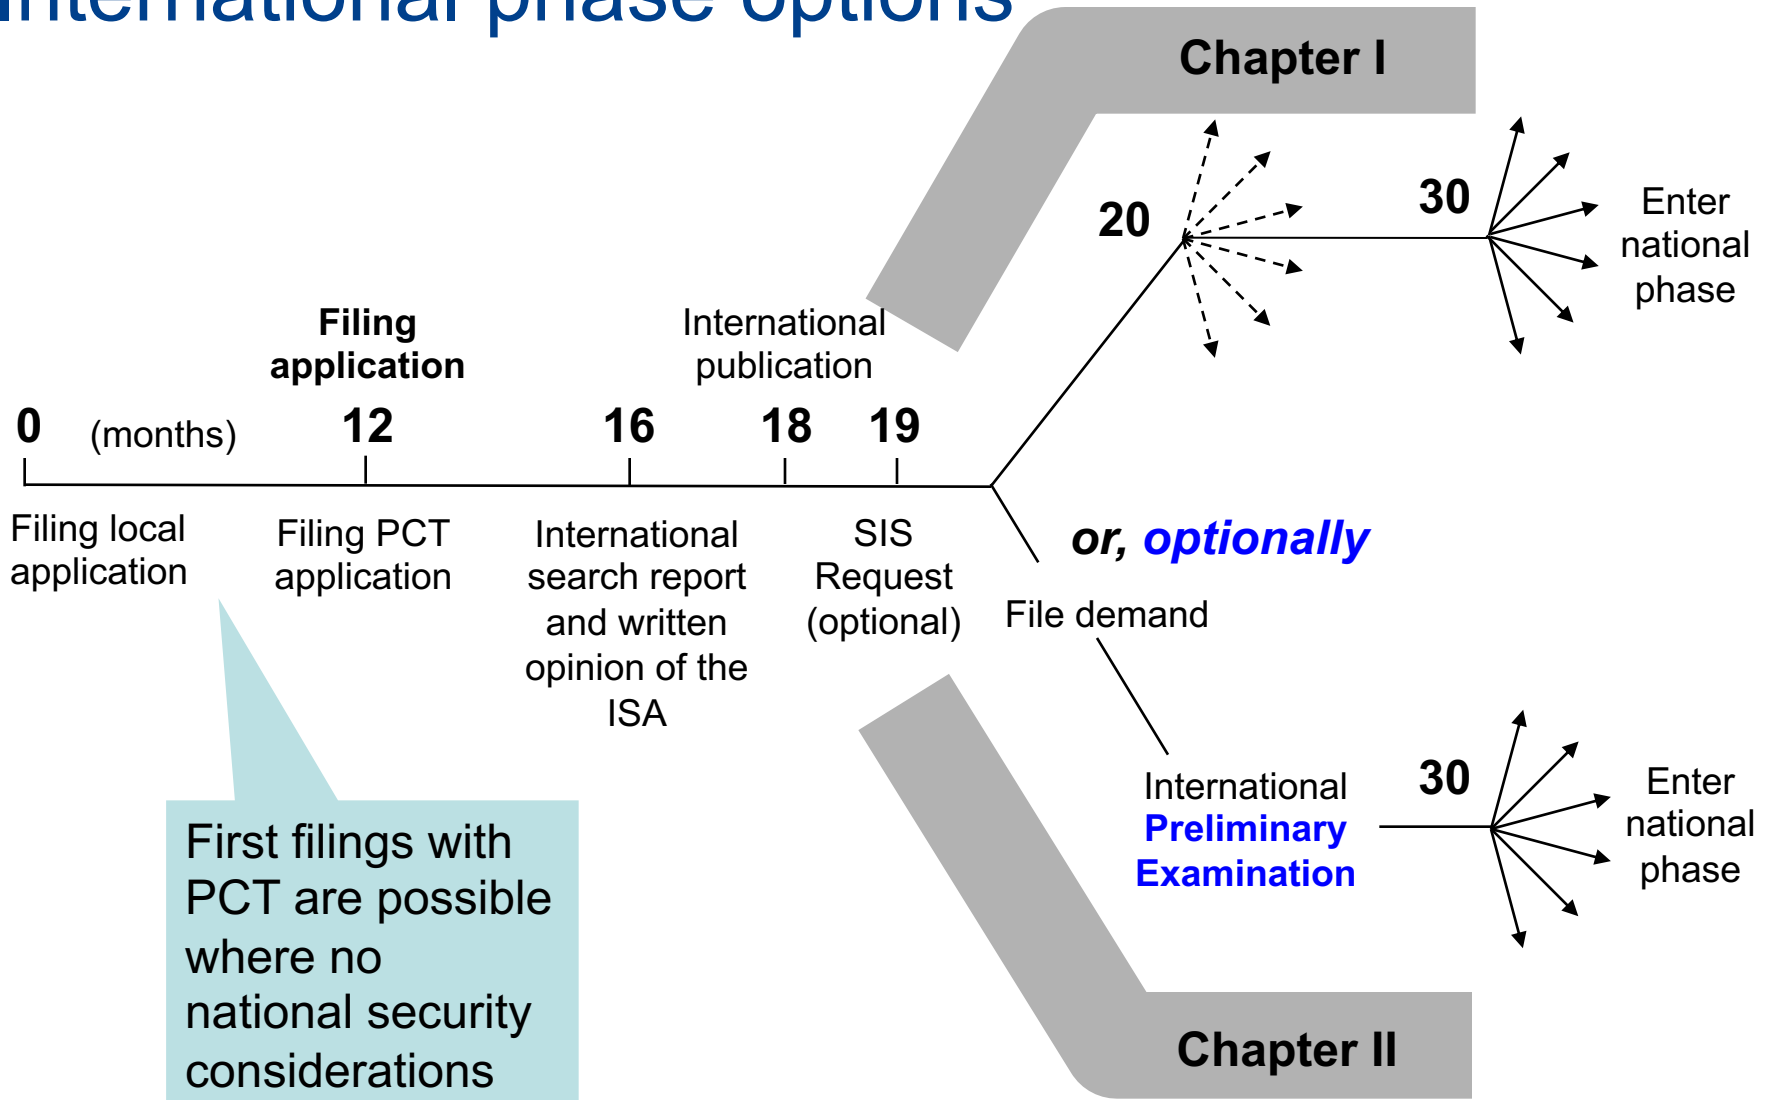 International phase options
Chapter I
20
30
Enter
national
phase
Filing
application
International
publication
0
(months)
12
16
18
19
Filing local
application
Filing PCT
application
International
search report
and written
opinion of the
ISA
SIS
Request
(optional)
or, optionally
File demand
International
Preliminary
Examination
30
Enter
national
phase
First filings with
PCT are possible
where no
national security
considerations
Chapter II